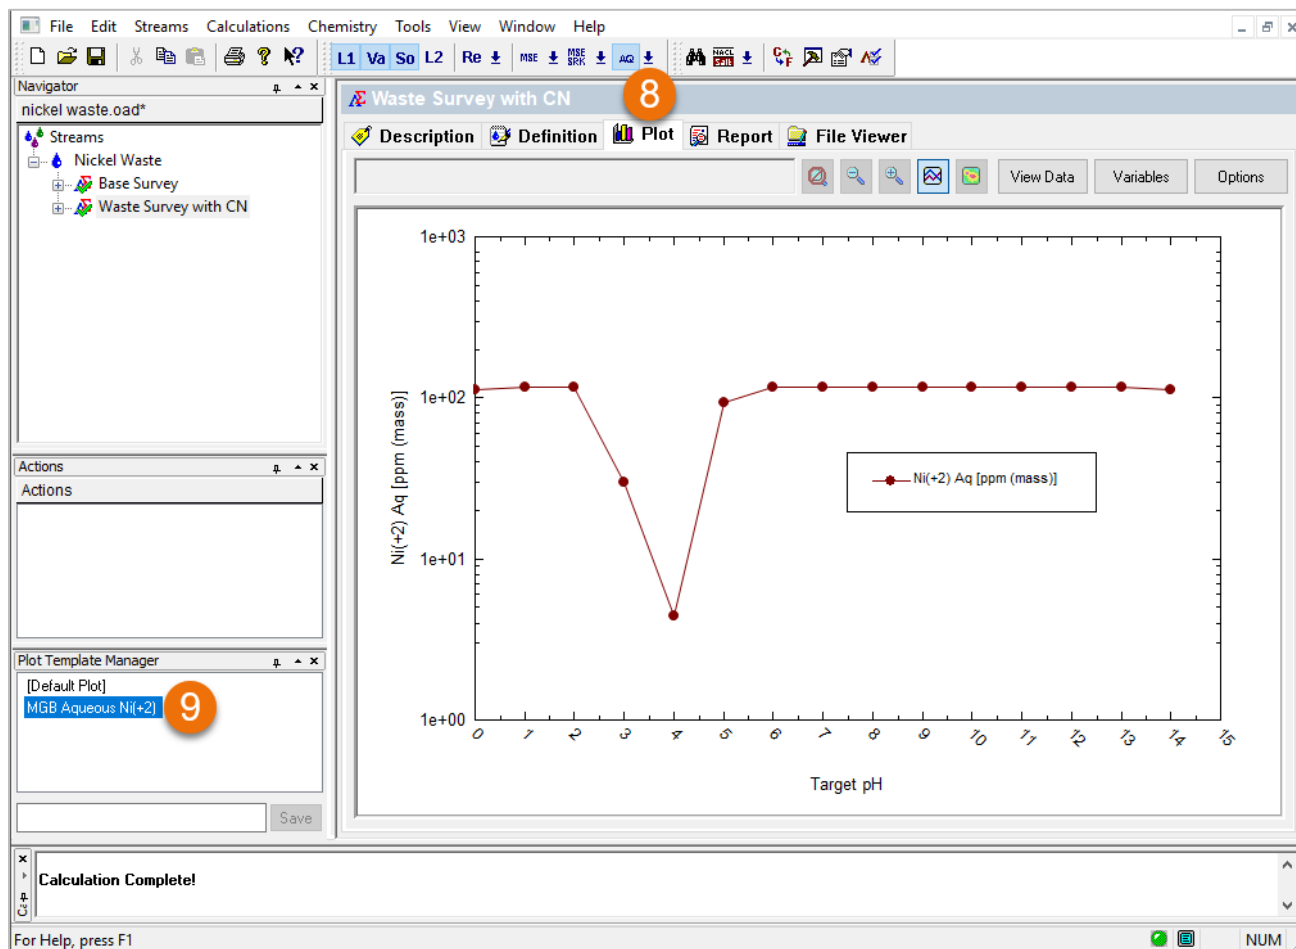 File Edit Streams Calculations Chemistry Tools View Window Help
L1 Va So L2 Re MSE MSE SRK AQ NACL
Navigator
nickel waste.oad*
Streams
Nickel Waste
Base Survey
Waste Survey with CN
Waste Survey with CN
8
Description Definition Plot Report File Viewer
View Data Variables Options
1e+03
1e+02
1e+01
1e+00
Ni(+2) Aq [ppm (mass)]
Ni(+2) Aq [ppm (mass)]
0 1 2 3 4 5 6 7 8 9 10 11 12 13 14 15
Target pH
Actions
Actions
Plot Template Manager
[Default Plot]
MGB Aqueous Ni(+2)
9
Save
Calculation Complete!
For Help, press F1
NUM